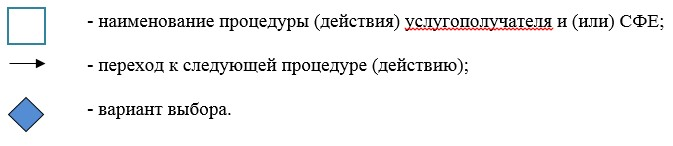 - наименование процедуры (действия) услугополучателя и (или) СФЕ;
- переход к следующей процедуре (действию);
- вариант выбора.